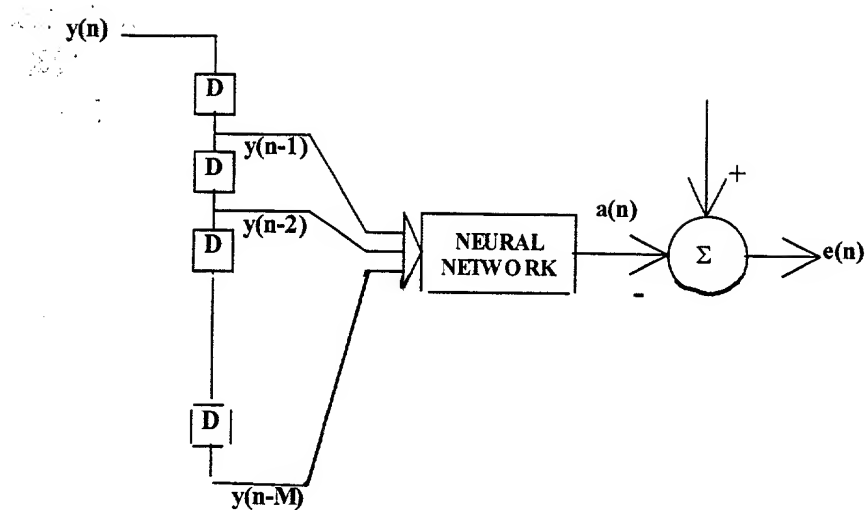 y(n)
D
y(n-1)
D
y(n-2)
D
D
y(n-M)
NEURAL
NETWORK
a(n)
+
-
Σ
e(n)